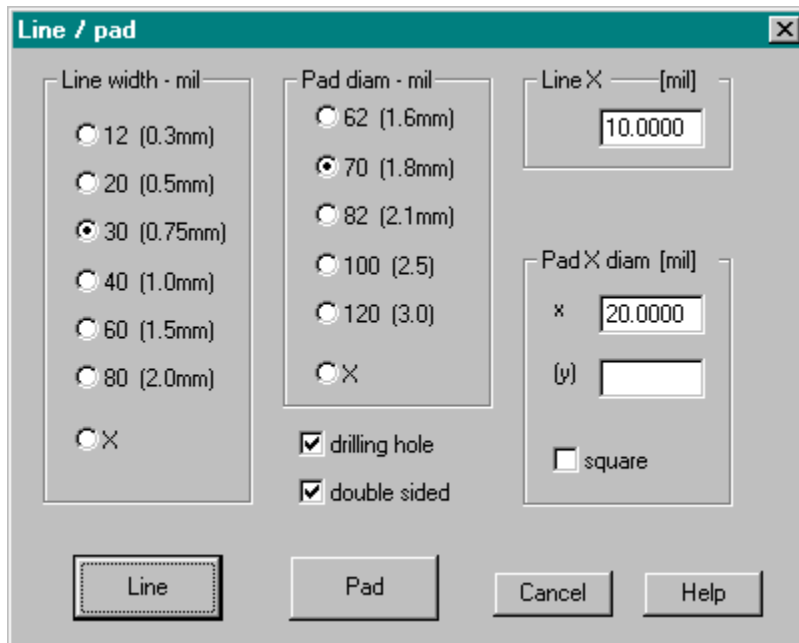 Line / pad
Line width - mil
12 (0.3mm)
20 (0.5mm)
30 (0.75mm)
40 (1.0mm)
60 (1.5mm)
80 (2.0mm)
X
Pad diam - mil
62 (1.6mm)
70 (1.8mm)
82 (2.1mm)
100 (2.5)
120 (3.0)
X
drilling hole
double sided
Line X [mil]
10.0000
Pad X diam [mil]
x 20.0000
(y)
square
Line
Pad
Cancel
Help